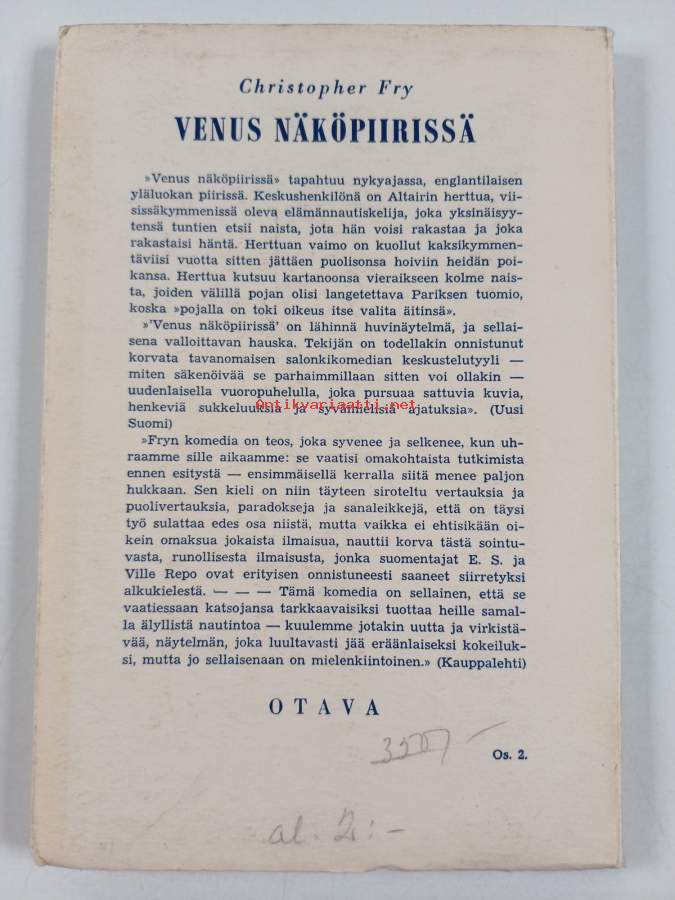 Christopher Fry
VENUS NÄKÖPIIRISSÄ
»Venus näköpiirissä» tapahtuu nykyajassa, englantilaisen
yläluokan piirissä. Keskushenkilönä on Altairin herttua, vii-
sissäkymmenissä oleva elämännautiskelija, joka yksinäisyy-
tensä tuntien etsii naista, jota hän voisi rakastaa ja joka
rakastaisi häntä. Herttuan vaimo on kuollut kaksikymmen-
täviisi vuotta sitten jättäen puolisonsa hoiviin heidän poi-
kansa. Herttua kutsuu kartanoonsa vieraikseen kolme nais-
ta, joiden välillä pojan olisi langetettava Pariksen tuomio,
koska »pojalla on toki oikeus itse valita äitinsä».
»'Venus näköpiirissä' on lähinnä huvinäytelmä, ja sellai-
sena valloittavan hauska. Tekijän on todellakin onnistunut
korvata tavanomaisen salonkikomedian keskustelutyyli —
miten säkenöivää se parhaimmillaan sitten voi ollakin —
uudenlaisella vuoropuhelulla, joka pursuaa sattuvia kuvia,
henkeviä sukkeluuksia ja syvämielisiä ajatuksia». (Uusi
Antikvariaatti.net
Suomi)
»Fryn komedia on teos, joka syvenee ja selkenee, kun uh-
raamme sille aikaamme: se vaatisi omakohtaista tutkimista
ennen esitystä — ensimmäisellä kerralla siitä menee paljon
hukkaan. Sen kieli on niin täyteen siroteltu vertauksia ja
puolivertauksia, paradokseja ja sanaleikkejä, että on täysi
työ sulattaa edes osa niistä, mutta vaikka ei ehtisikään oi-
kein omaksua jokaista ilmaisua, nauttii korva tästä sointu-
vasta, runollisesta ilmaisusta, jonka suomentajat E. S. ja
Ville Repo ovat erityisen onnistuneesti saaneet siirretyksi
alkukielestä. — — — Tämä komedia on sellainen, että se
vaatiessaan katsojansa tarkkaavaisiksi tuottaa heille samal-
la älyllistä nautintoa — kuulemme jotakin uutta ja virkistä-
vää, näytelmän, joka luultavasti jää eräänlaiseksi kokeiluk-
si, mutta jo sellaisenaan on mielenkiintoinen.» (Kauppalehti)
OTAVA
Os. 2.
al. 2:-